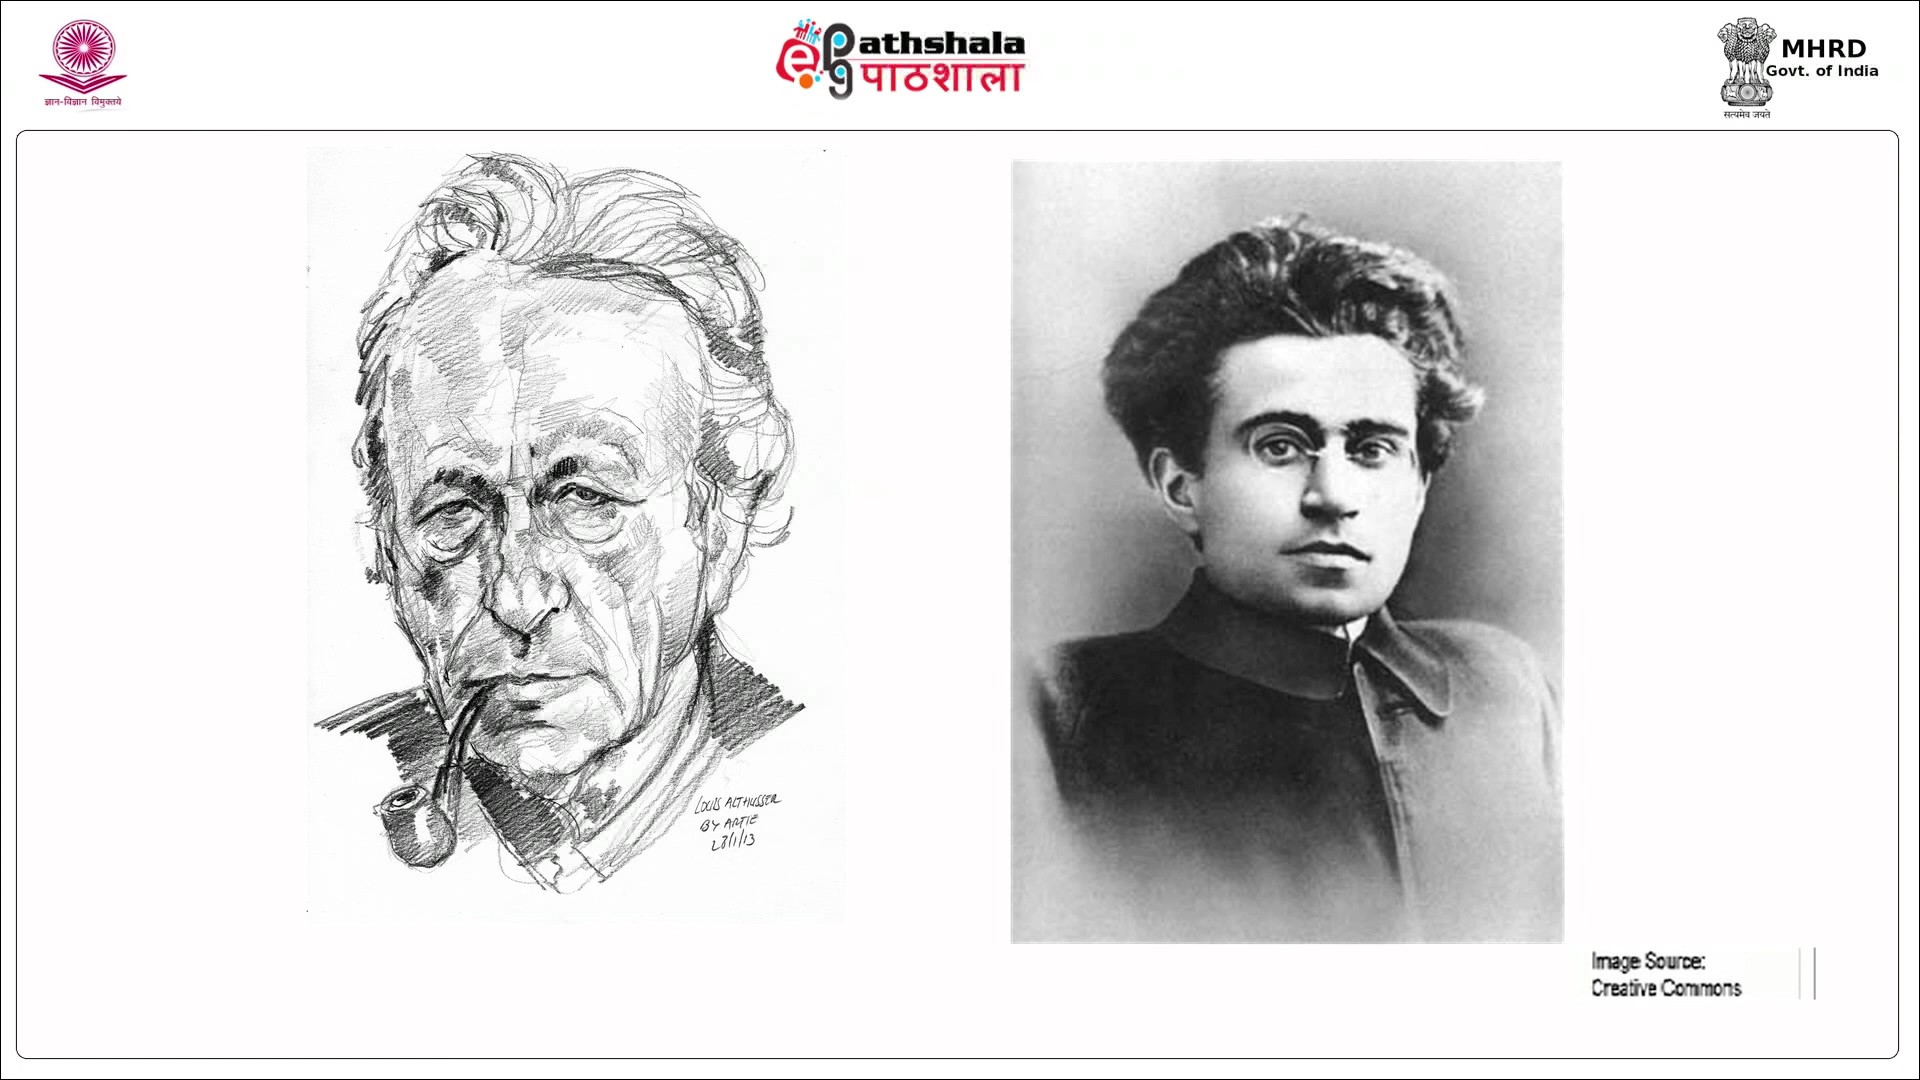 ज्ञान-विज्ञान विमुक्तये
ePG athshala
पाठशाला
MHRD
Govt. of India
सत्यमेव जयते
LOUIS ALTHUSSER
BY ARTIE
28/1/13
Image Source:
Creative Commons